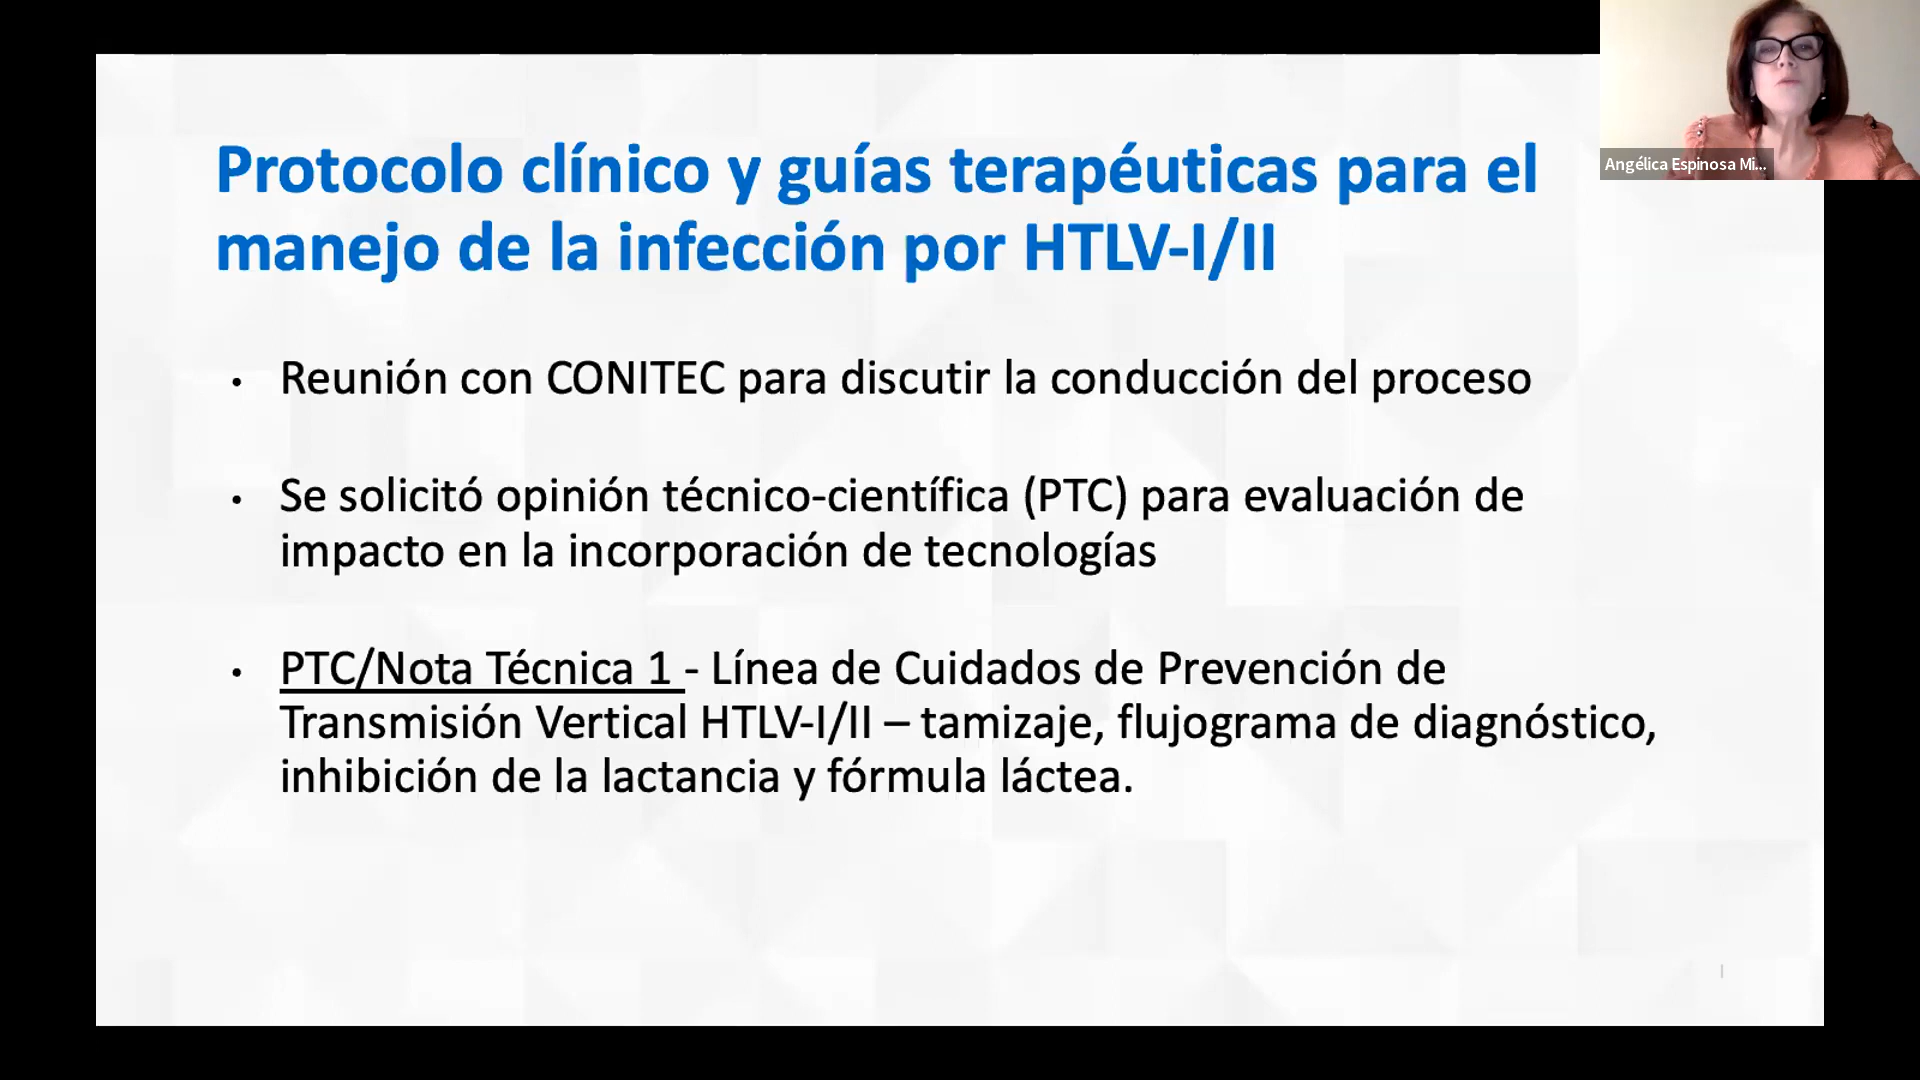 Angélica Espinosa Mi...
Protocolo clínico y guías terapéuticas para el
manejo de la infección por HTLV-I/II
• Reunión con CONITEC para discutir la conducción del proceso
• Se solicitó opinión técnico-científica (PTC) para evaluación de
impacto en la incorporación de tecnologías
• PTC/Nota Técnica 1 - Línea de Cuidados de Prevención de
Transmisión Vertical HTLV-I/II – tamizaje, flujograma de diagnóstico,
inhibición de la lactancia y fórmula láctea.